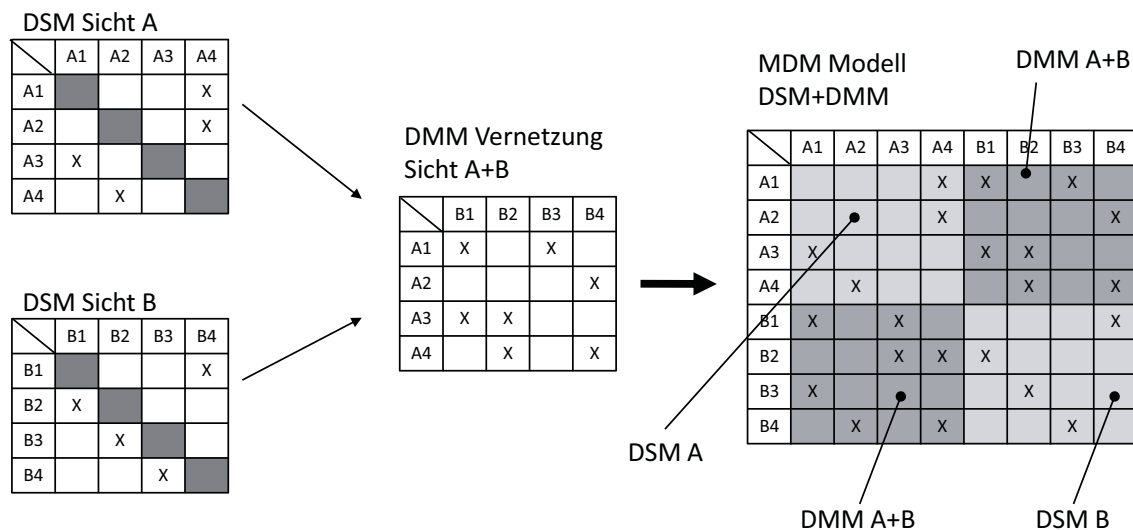 DSM Sicht A
A1 A2 A3 A4
A1 X
A2 X
A3 X
A4 X
DSM Sicht B
B1 B2 B3 B4
B1 X
B2 X
B3 X
B4 X
DMM Vernetzung
Sicht A+B
B1 B2 B3 B4
A1 X X
A2 X
A3 X X
A4 X X
MDM Modell
DSM+DMM
DMM A+B
A1 A2 A3 A4 B1 B2 B3 B4
A1 X X X
A2 X X
A3 X X X
A4 X X X
B1 X X X
B2 X X X
B3 X X
B4 X X X
DSM A
DMM A+B
DSM B